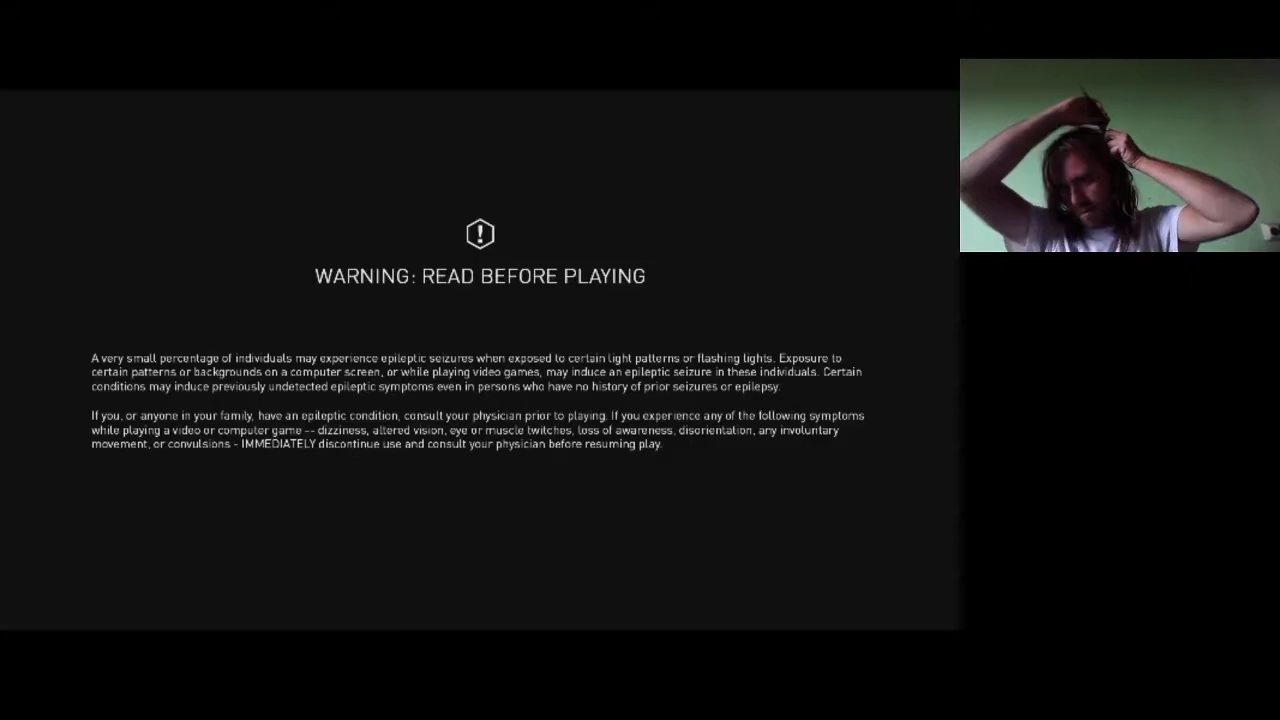 WARNING: READ BEFORE PLAYING
A very small percentage of individuals may experience epileptic seizures when exposed to certain light patterns or flashing lights. Exposure to
certain patterns or backgrounds on a computer screen, or while playing video games, may induce an epileptic seizure in these individuals. Certain
conditions may induce previously undetected epileptic symptoms even in persons who have no history of prior seizures or epilepsy.
If you, or anyone in your family, have an epileptic condition, consult your physician prior to playing. If you experience any of the following symptoms
while playing a video or computer game -- dizziness, altered vision, eye or muscle twitches, loss of awareness, disorientation, any involuntary
movement, or convulsions - IMMEDIATELY discontinue use and consult your physician before resuming play.